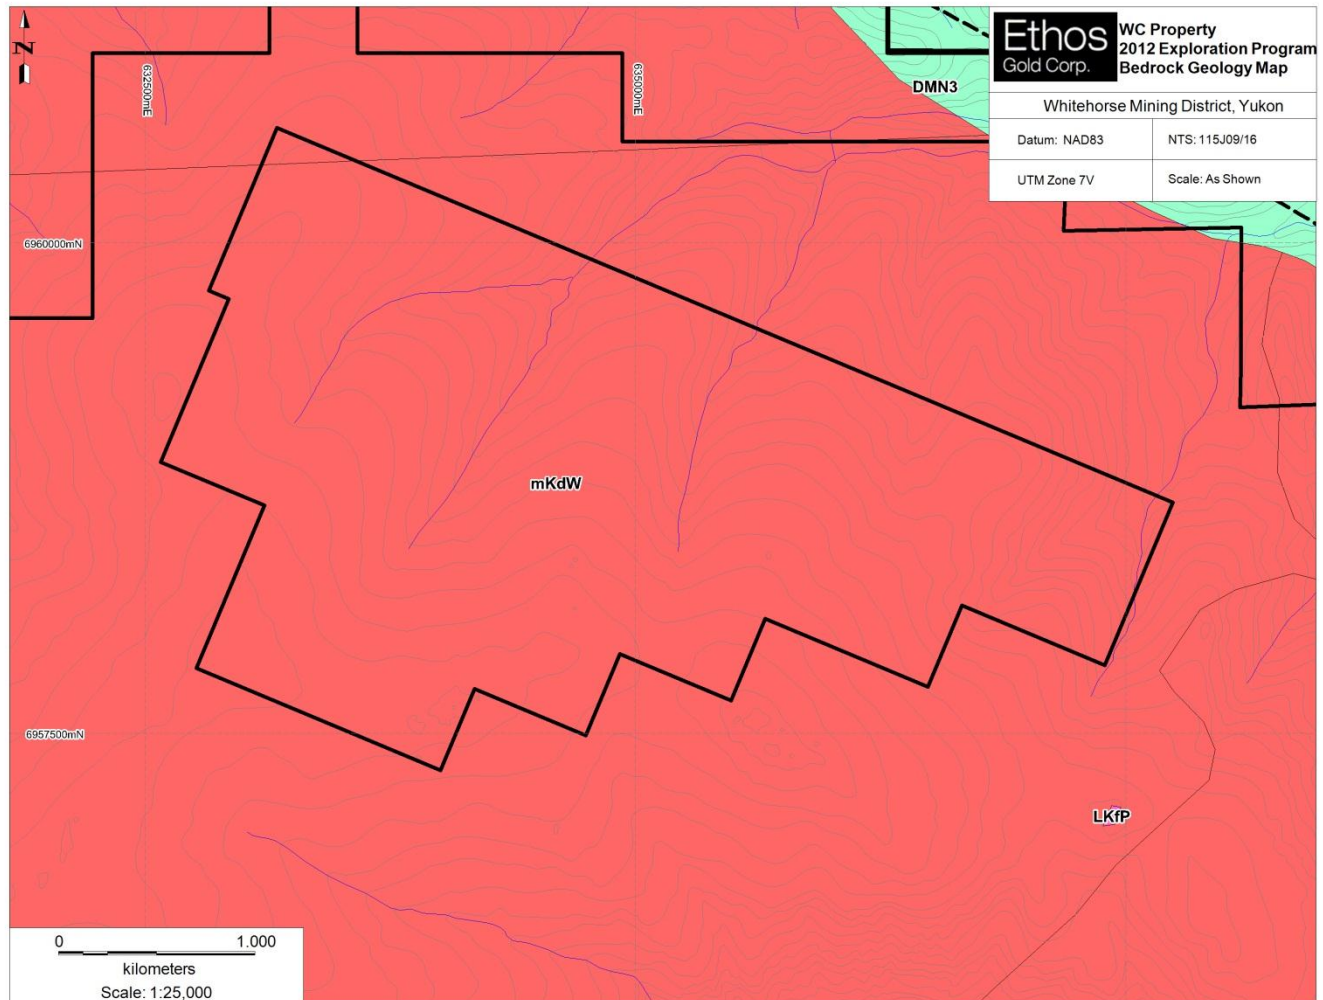 N
632500mE
635000mE
DMN3
Ethos
Gold Corp.
WC Property
2012 Exploration Program
Bedrock Geology Map
Whitehorse Mining District, Yukon
Datum: NAD83
NTS: 115J09/16
UTM Zone 7V
Scale: As Shown
6960000mN
mKdW
6957500mN
LKfP
0
1.000
kilometers
Scale: 1:25,000